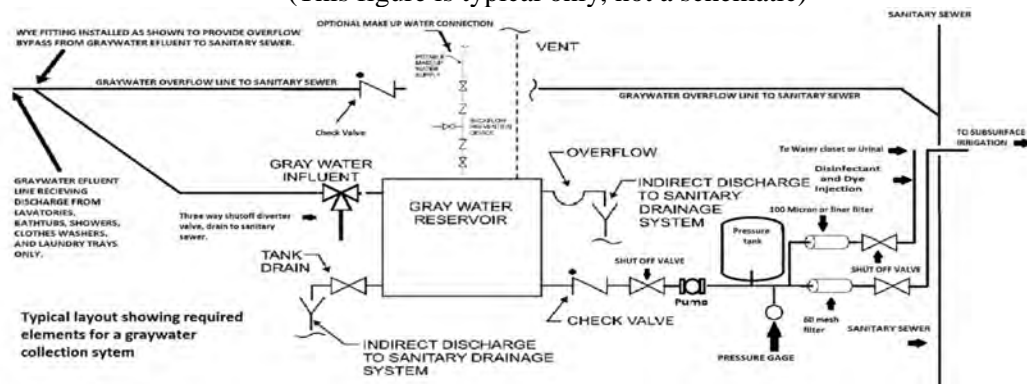 (This figure is typical only, not a schematic)
OPTIONAL MAKE UP WATER CONNECTION
SANITARY SEWER
WYE FITTING INSTALLED AS SHOWN TO PROVIDE OVERFLOW
BYPASS FROM GRAYWATER EFLUENT TO SANITARY SEWER.
POTABLE
MAKEUP
WATER
SUPPLY
VENT
GRAYWATER OVERFLOW LINE TO SANITARY SEWER
GRAYWATER OVERFLOW LINE TO SANITARY SEWER
Check Valve
BACKFLOW
PREVENTION
DEVICE
TO SUBSURFACE
IRRIGATION
To Water closet or Urinal
GRAY WATER
INFLUENT
OVERFLOW
Disinfectant
and Dye
Injection
GRAYWATER EFLUENT
LINE RECIEVING
DISCHARGE FROM
LAVATORIES,
BATHTUBS, SHOWERS,
CLOTHES WASHERS,
AND LAUNDRY TRAYS
ONLY.
Three way shutoff diverter
valve, drain to sanitary
sewer.
GRAY WATER
RESERVOIR
INDIRECT DISCHARGE
TO SANITARY
DRAINAGE
SYSTEM
100 Micron or finer filter
Pressure
tank
TANK
DRAIN
SHUT OFF VALVE
SHUT OFF VALVE
Pump
CHECK VALVE
60 mesh
filter
SANITARY SEWER
Typical layout showing required
elements for a graywater
collection sytem
INDIRECT DISCHARGE
TO SANITARY DRAINAGE
SYSTEM
PRESSURE GAGE